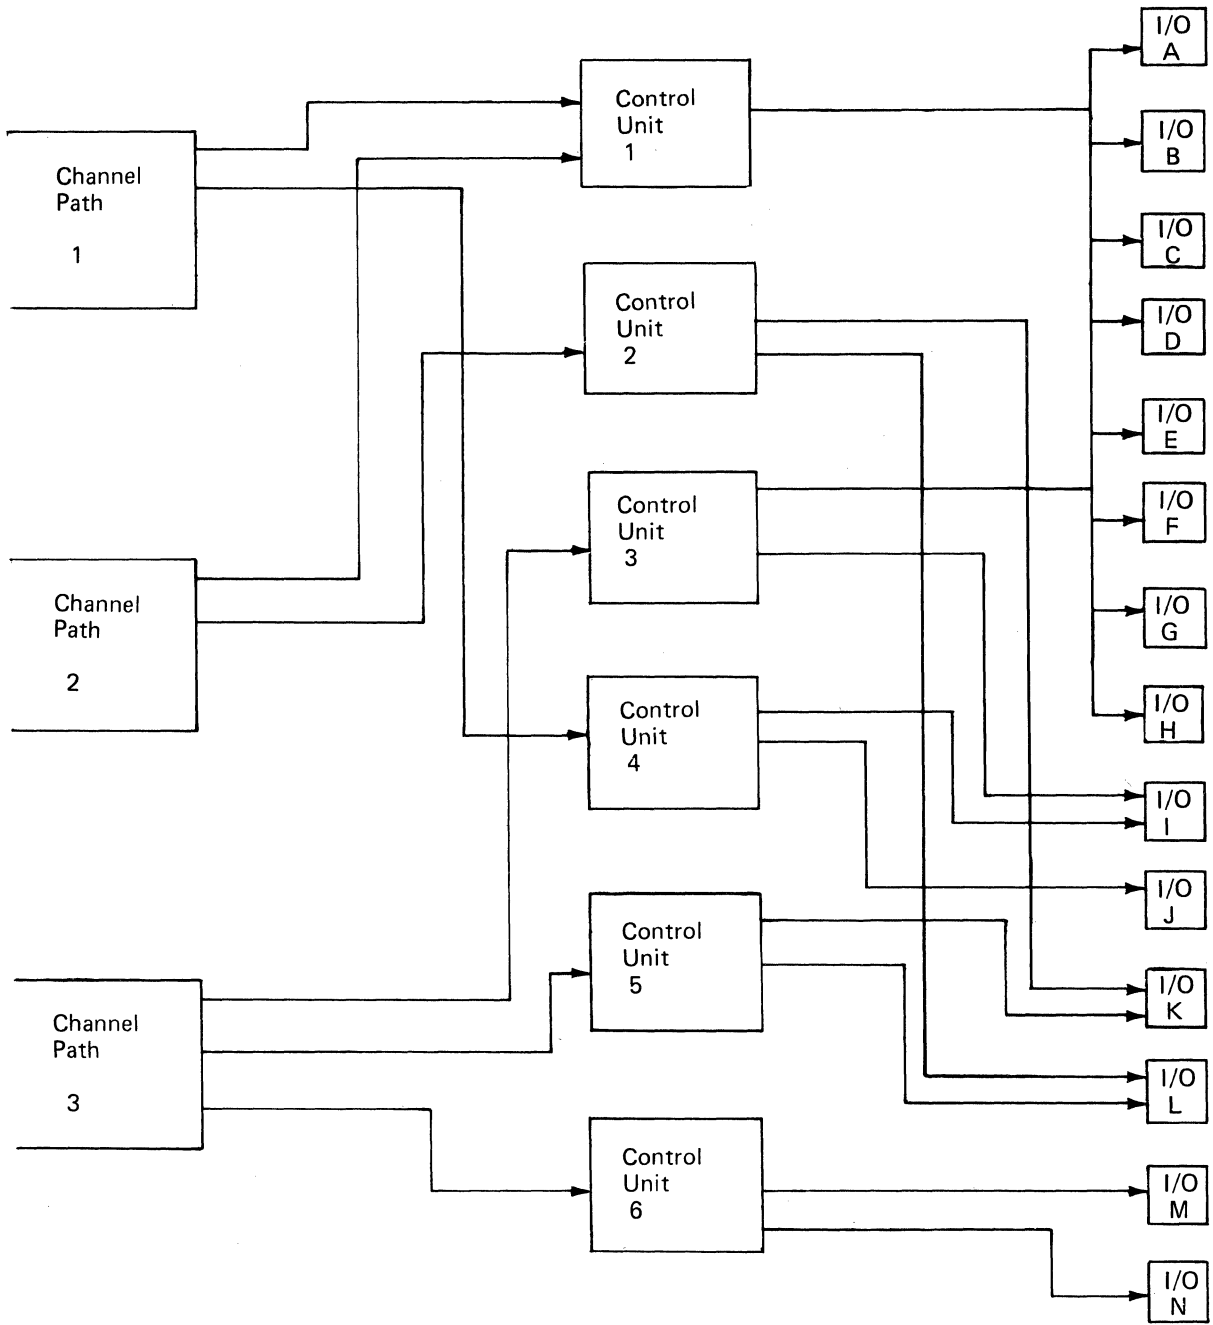 Channel
Path
1
Channel
Path
2
Channel
Path
3
Control
Unit
1
Control
Unit
2
Control
Unit
3
Control
Unit
4
Control
Unit
5
Control
Unit
6
I/O
A
I/O
B
I/O
C
I/O
D
I/O
E
I/O
F
I/O
G
I/O
H
I/O
I
I/O
J
I/O
K
I/O
L
I/O
M
I/O
N